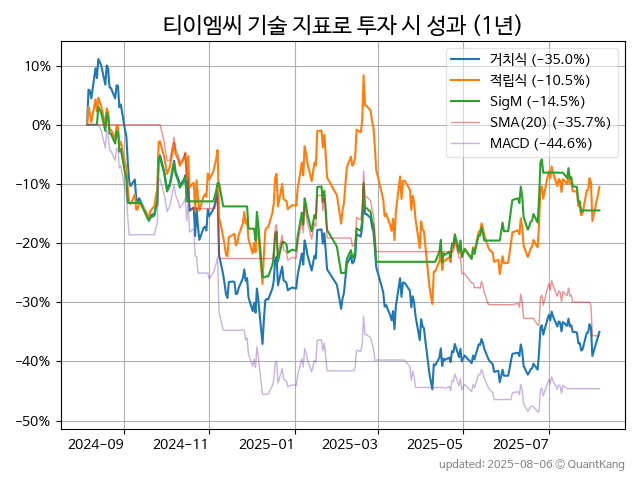 티이엠씨 기술 지표로 투자 시 성과 (1년)
거치식 (−35.0%)
적립식 (−10.5%)
SigM (−14.5%)
SMA(20) (−35.7%)
MACD (−44.6%)
10%
0%
−10%
−20%
−30%
−40%
−50%
2024-09 2024-11 2025-01 2025-03 2025-05 2025-07
updated: 2025-08-06 ⓒ QuantKang